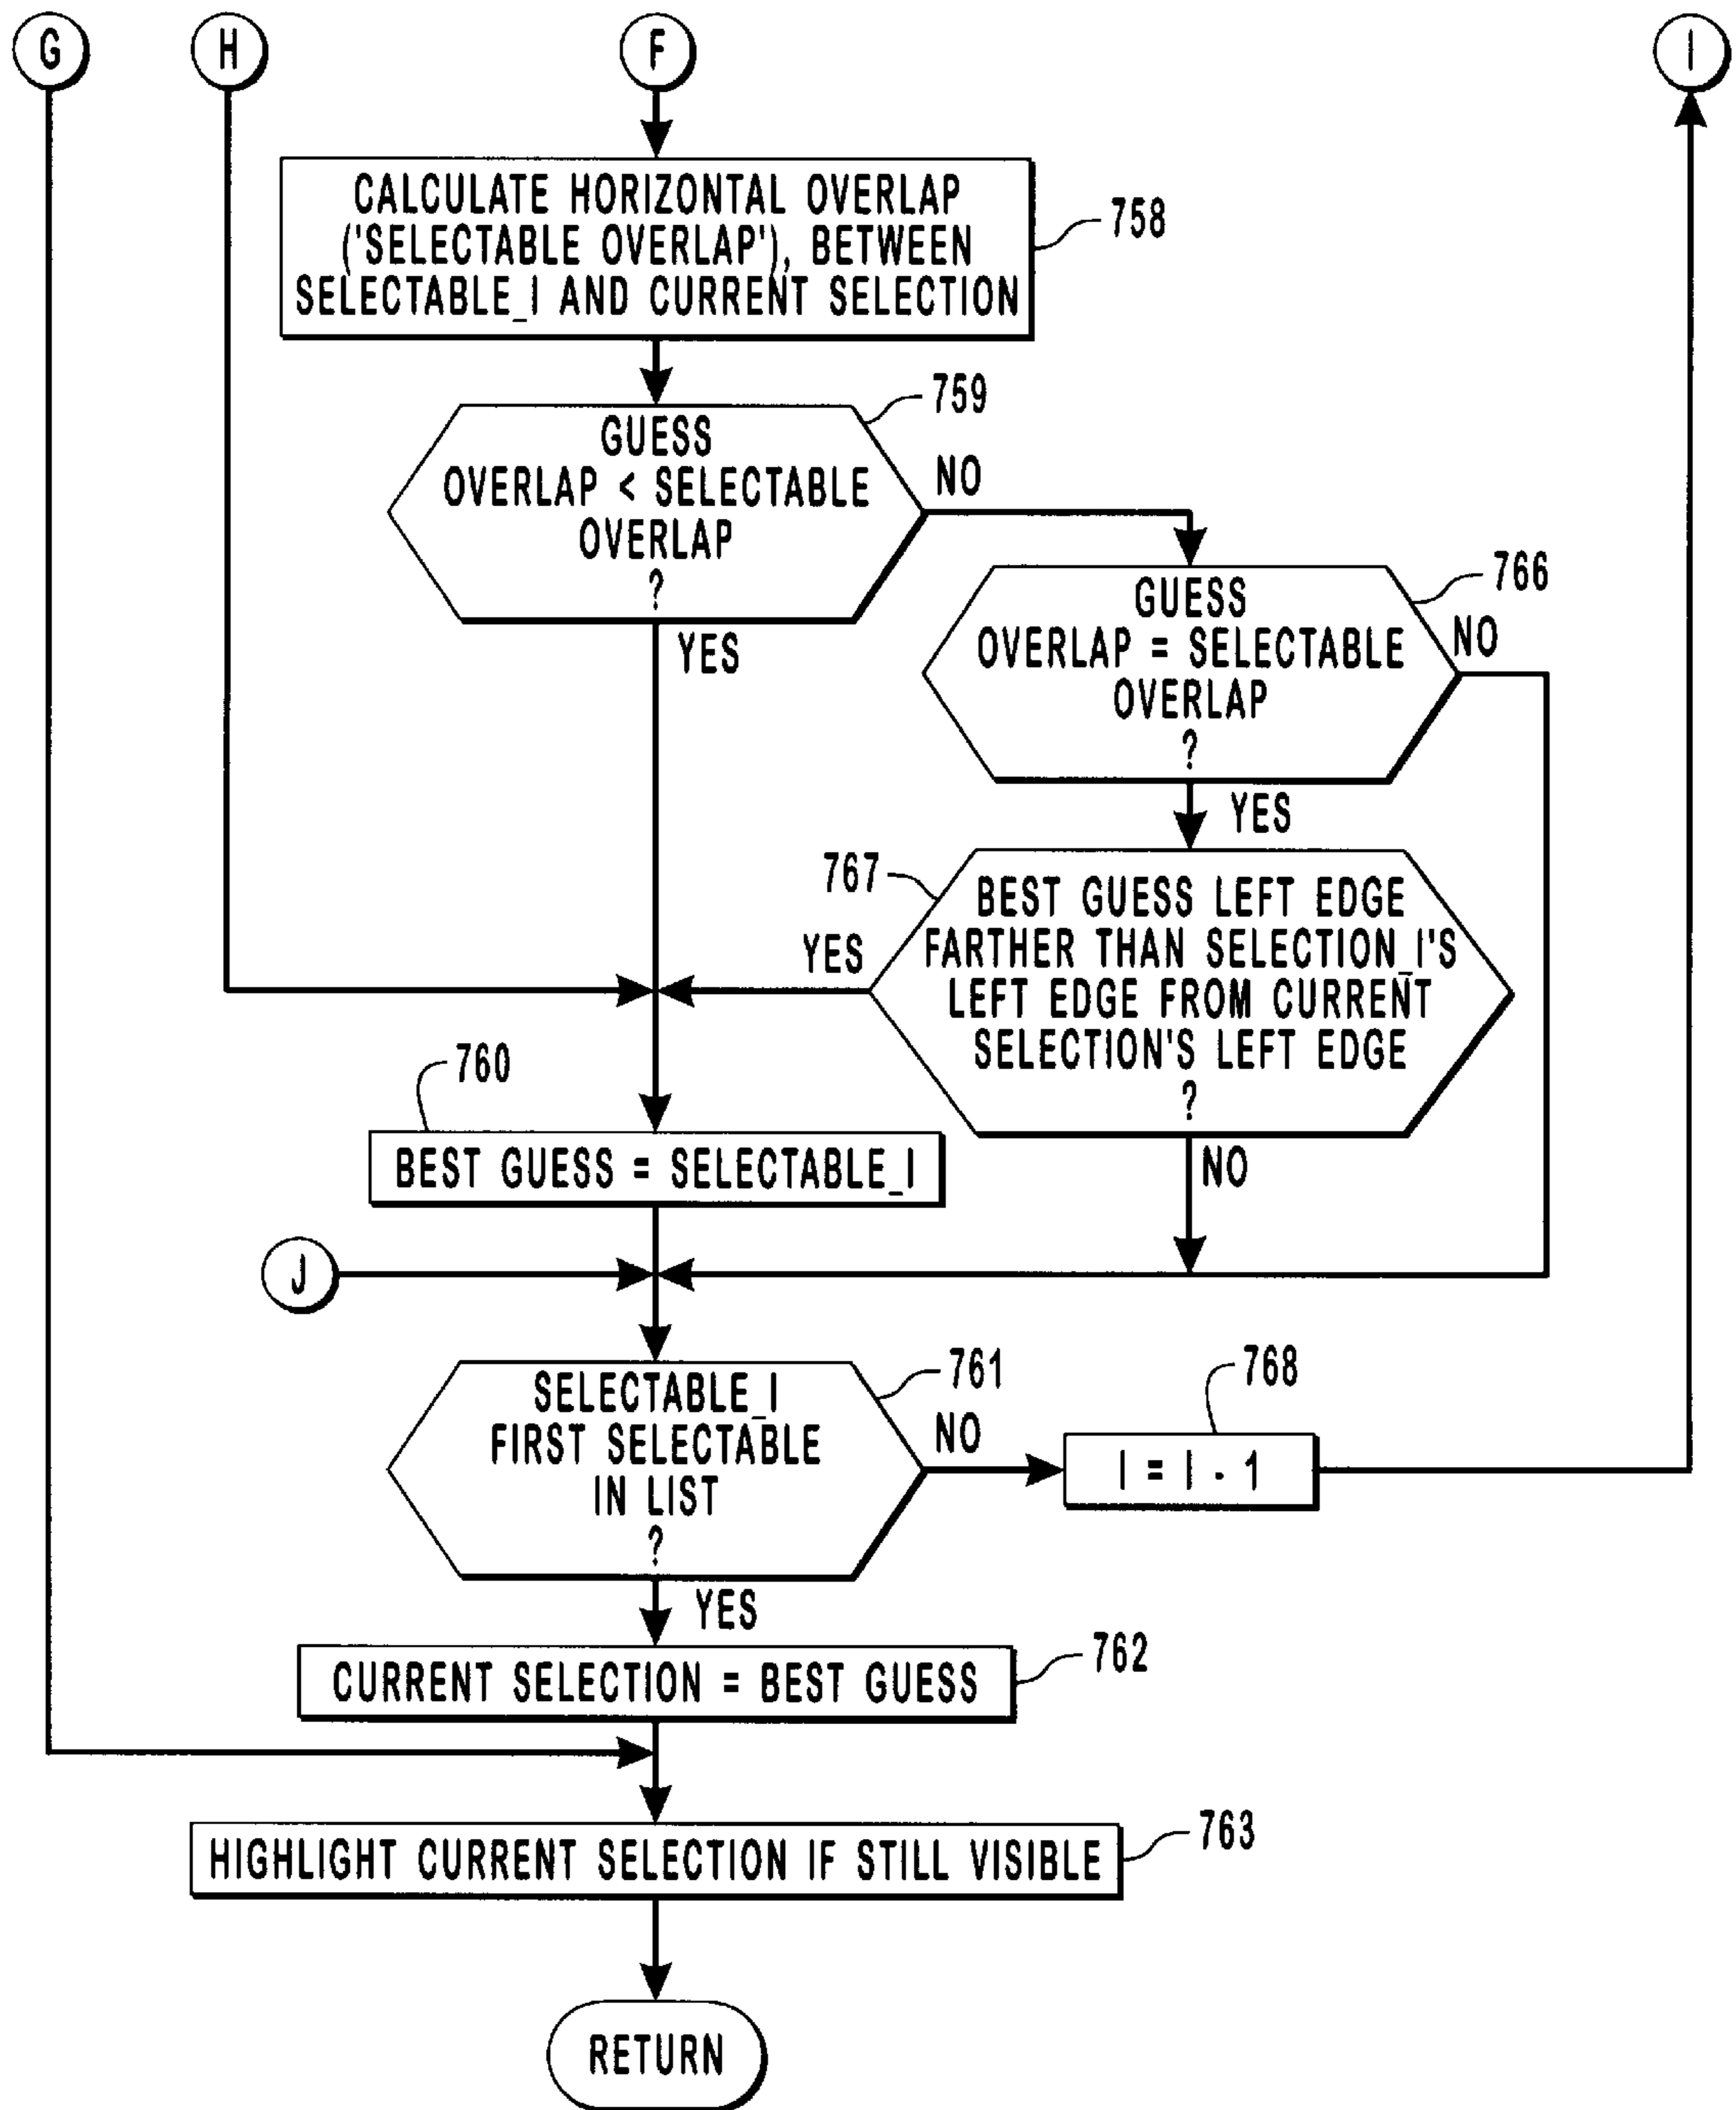 G
H
F
I
CALCULATE HORIZONTAL OVERLAP
('SELECTABLE OVERLAP'), BETWEEN
SELECTABLE_I AND CURRENT SELECTION
758
759
GUESS
OVERLAP < SELECTABLE
OVERLAP
?
NO
YES
766
GUESS
OVERLAP = SELECTABLE
OVERLAP
?
NO
YES
767
BEST GUESS LEFT EDGE
FARTHER THAN SELECTION_I'S
LEFT EDGE FROM CURRENT
SELECTION'S LEFT EDGE
?
YES
NO
760
BEST GUESS = SELECTABLE_I
J
761
SELECTABLE_I
FIRST SELECTABLE
IN LIST
?
NO
768
I = I - 1
YES
CURRENT SELECTION = BEST GUESS
762
HIGHLIGHT CURRENT SELECTION IF STILL VISIBLE
763
RETURN